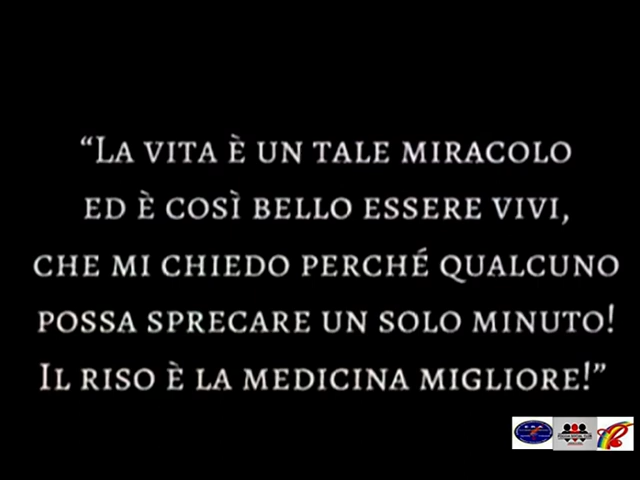 “La vita è un tale miracolo
ed è così bello essere vivi,
che mi chiedo perché qualcuno
possa sprecare un solo minuto!
Il riso è la medicina migliore!”